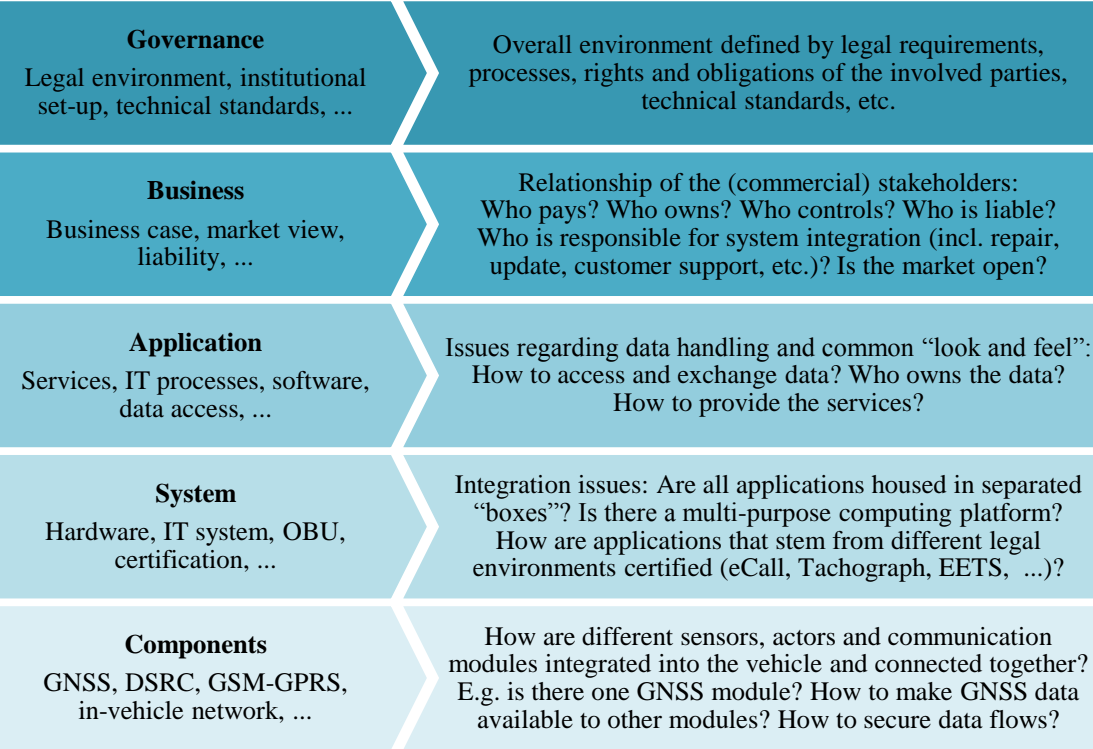 Governance
Legal environment, institutional
set-up, technical standards, ...
Overall environment defined by legal requirements,
processes, rights and obligations of the involved parties,
technical standards, etc.
Business
Business case, market view,
liability, ...
Relationship of the (commercial) stakeholders:
Who pays? Who owns? Who controls? Who is liable?
Who is responsible for system integration (incl. repair,
update, customer support, etc.)? Is the market open?
Application
Services, IT processes, software,
data access, ...
Issues regarding data handling and common “look and feel”:
How to access and exchange data? Who owns the data?
How to provide the services?
System
Hardware, IT system, OBU,
certification, ...
Integration issues: Are all applications housed in separated
“boxes”? Is there a multi-purpose computing platform?
How are applications that stem from different legal
environments certified (eCall, Tachograph, EETS,  ...)?
Components
GNSS, DSRC, GSM-GPRS,
in-vehicle network, ...
How are different sensors, actors and communication
modules integrated into the vehicle and connected together?
E.g. is there one GNSS module? How to make GNSS data
available to other modules? How to secure data flows?